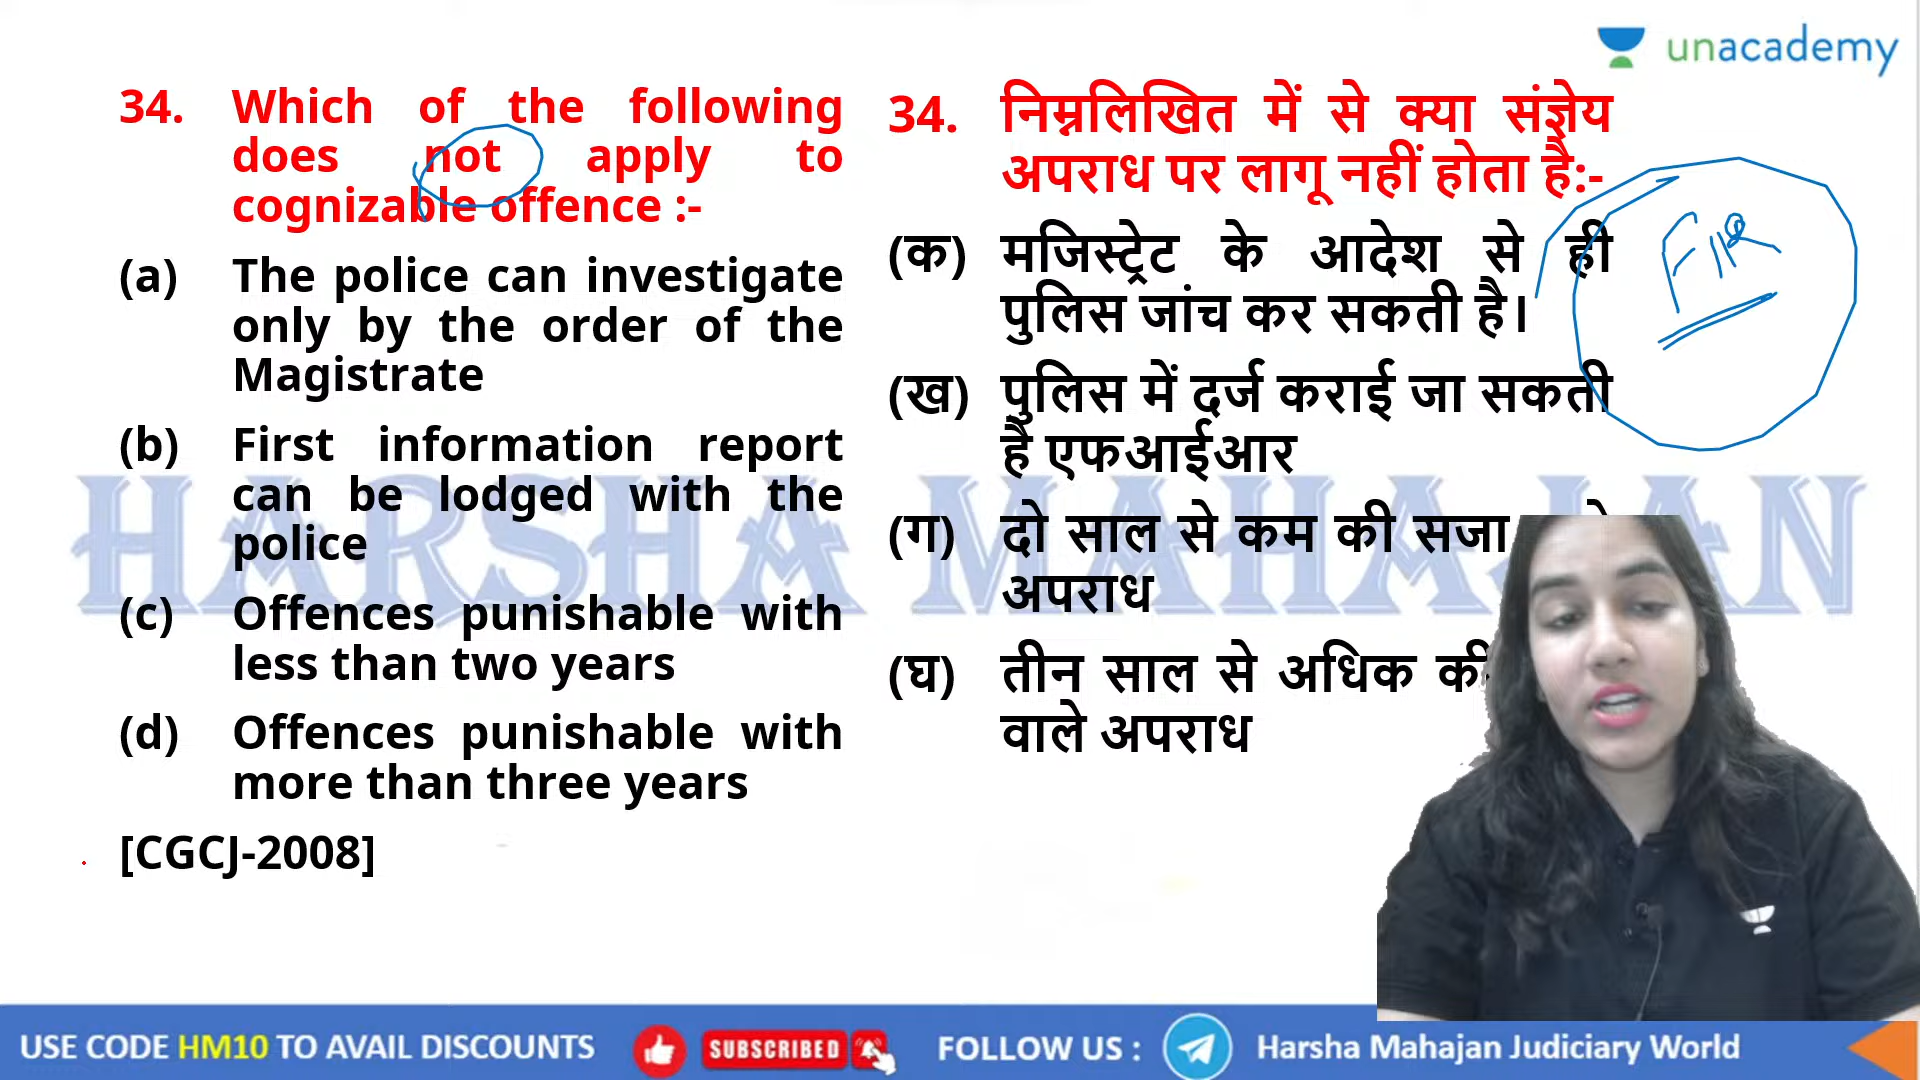 unacademy
34. Which of the following
does not apply to
cognizable offence :-
(a) The police can investigate
only by the order of the
Magistrate
(b) First information report
can be lodged with the
police
(c) Offences punishable with
less than two years
(d) Offences punishable with
more than three years
[CGCJ-2008]
34. निम्नलिखित में से क्या संज्ञेय
अपराध पर लागू नहीं होता है:-
(क) मजिस्ट्रेट के आदेश से ही
पुलिस जांच कर सकती है।
(ख) पुलिस में दर्ज कराई जा सकती
है एफआईआर
(ग) दो साल से कम की सजा
अपराध
(घ) तीन साल से अधिक की
वाले अपराध
FIR
HARSHA MAHAJAN
USE CODE HM10 TO AVAIL DISCOUNTS
SUBSCRIBED
FOLLOW US :
Harsha Mahajan Judiciary World